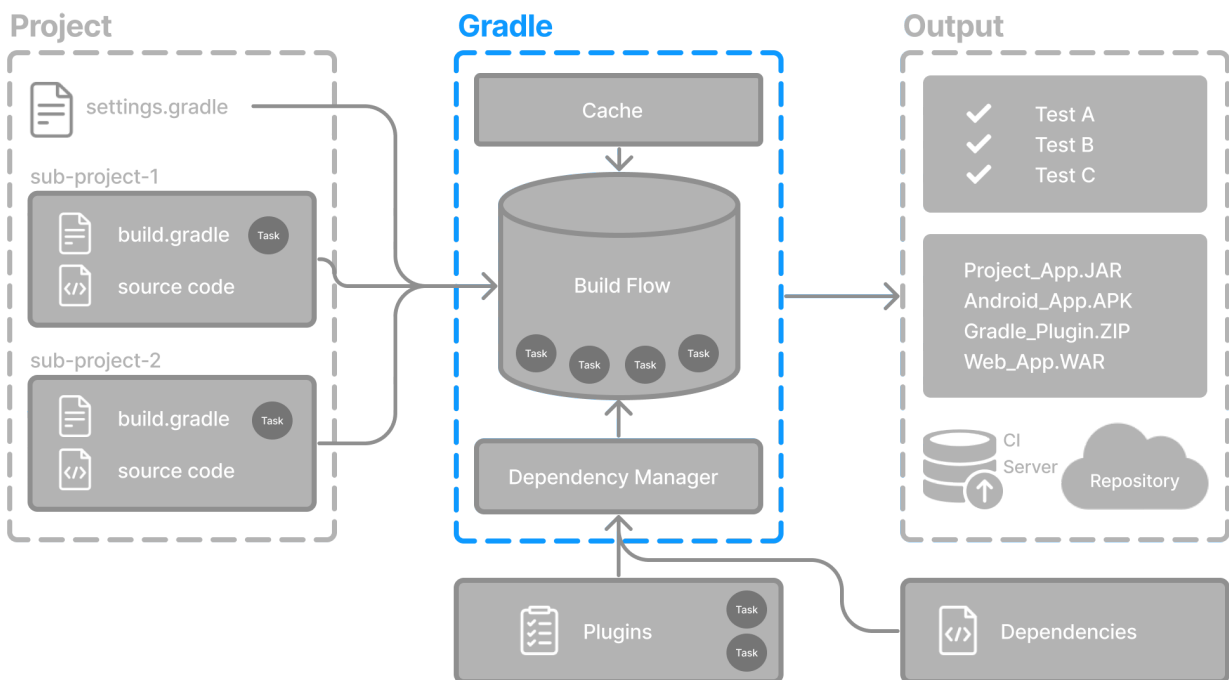 Project
settings.gradle
sub-project-1
build.gradle
Task
source code
sub-project-2
build.gradle
Task
source code
Gradle
Cache
Build Flow
Task
Task
Task
Task
Dependency Manager
Plugins
Task
Task
Output
Test A
Test B
Test C
Project_App.JAR
Android_App.APK
Gradle_Plugin.ZIP
Web_App.WAR
CI
Server
Repository
Dependencies